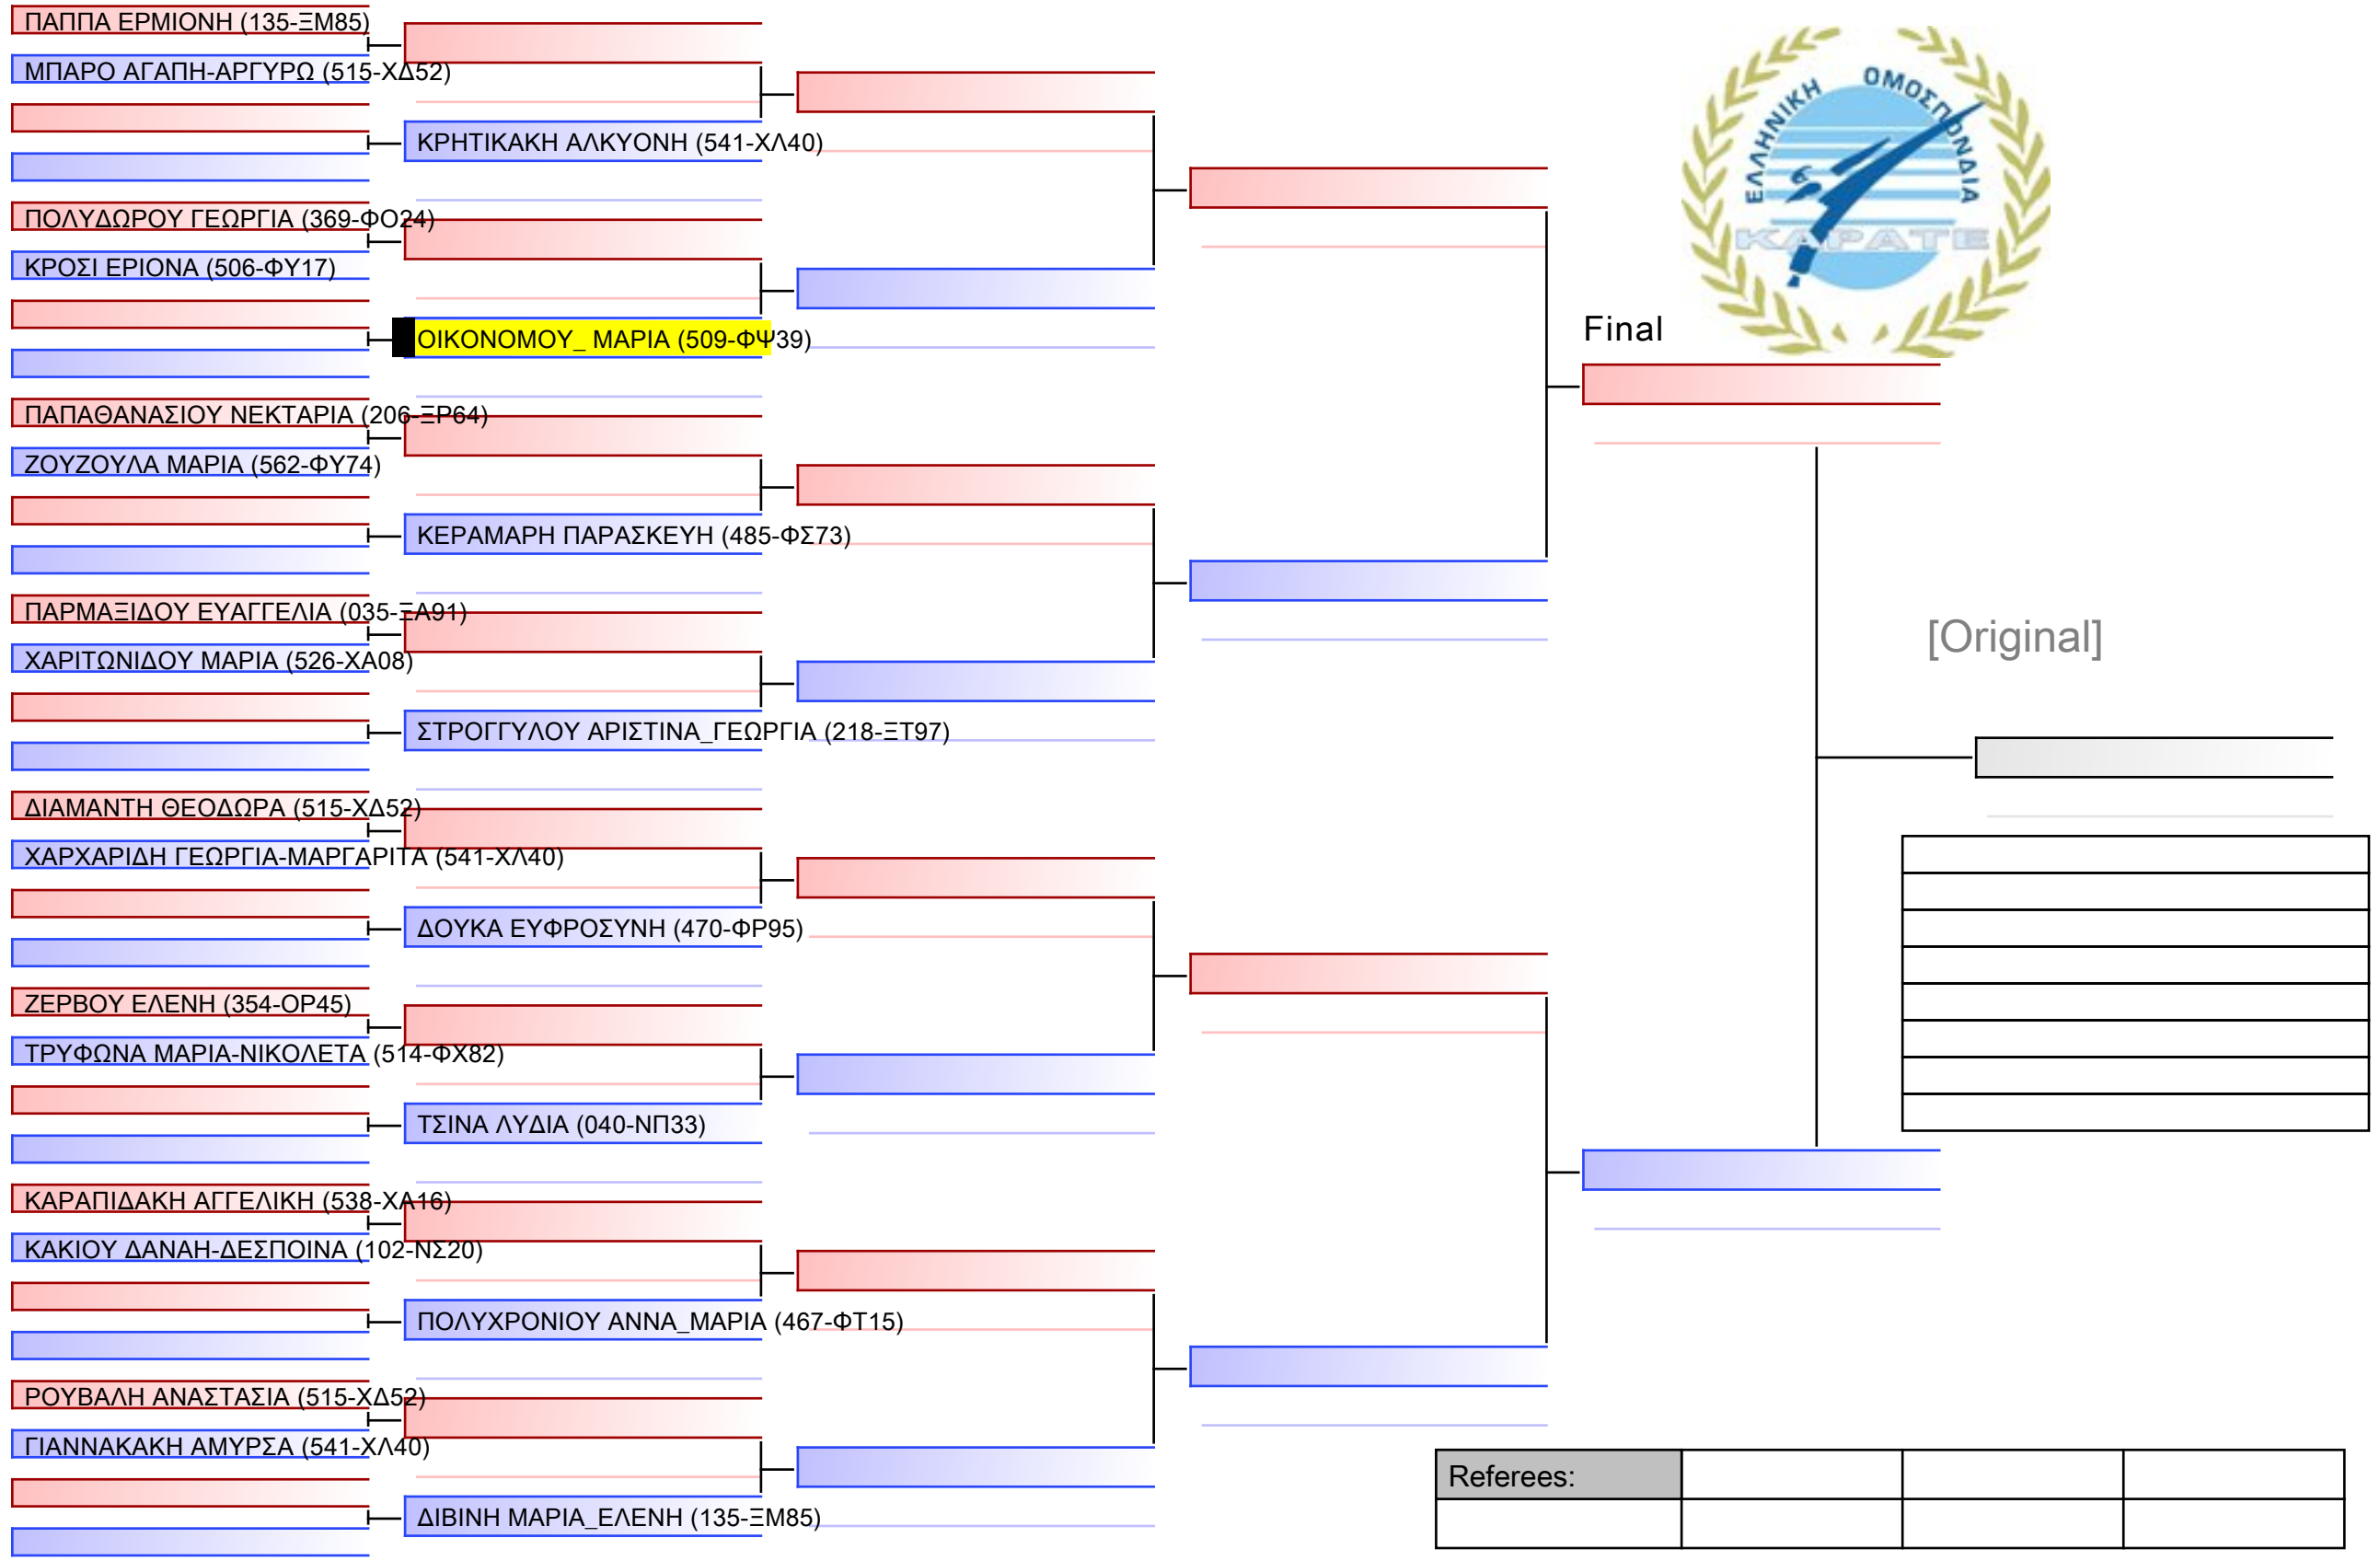 ΠΑΠΠΑ ΕΡΜΙΟΝΗ (135-ΞΜ85)
ΜΠΑΡΟ ΑΓΑΠΗ-ΑΡΓΥΡΩ (515-ΧΔ52)
ΚΡΗΤΙΚΑΚΗ ΑΛΚΥΟΝΗ (541-ΧΛ40)
ΠΟΛΥΔΩΡΟΥ ΓΕΩΡΓΙΑ (369-ΦΟ24)
ΚΡΟΣΙ ΕΡΙΟΝΑ (506-ΦΥ17)
ΟΙΚΟΝΟΜΟΥ_ ΜΑΡΙΑ (509-ΦΨ39)
ΠΑΠΑΘΑΝΑΣΙΟΥ ΝΕΚΤΑΡΙΑ (206-ΞΡ64)
ΖΟΥΖΟΥΛΑ ΜΑΡΙΑ (562-ΦΥ74)
ΚΕΡΑΜΑΡΗ ΠΑΡΑΣΚΕΥΗ (485-ΦΣ73)
ΠΑΡΜΑΞΙΔΟΥ ΕΥΑΓΓΕΛΙΑ (035-ΞΑ91)
ΧΑΡΙΤΩΝΙΔΟΥ ΜΑΡΙΑ (526-ΧΑ08)
ΣΤΡΟΓΓΥΛΟΥ ΑΡΙΣΤΙΝΑ_ΓΕΩΡΓΙΑ (218-ΞΤ97)
ΔΙΑΜΑΝΤΗ ΘΕΟΔΩΡΑ (515-ΧΔ52)
ΧΑΡΧΑΡΙΔΗ ΓΕΩΡΓΙΑ-ΜΑΡΓΑΡΙΤΑ (541-ΧΛ40)
ΔΟΥΚΑ ΕΥΦΡΟΣΥΝΗ (470-ΦΡ95)
ΖΕΡΒΟΥ ΕΛΕΝΗ (354-ΟΡ45)
ΤΡΥΦΩΝΑ ΜΑΡΙΑ-ΝΙΚΟΛΕΤΑ (514-ΦΧ82)
ΤΣΙΝΑ ΛΥΔΙΑ (040-ΝΠ33)
ΚΑΡΑΠΙΔΑΚΗ ΑΓΓΕΛΙΚΗ (538-ΧΑ16)
ΚΑΚΙΟΥ ΔΑΝΑΗ-ΔΕΣΠΟΙΝΑ (102-ΝΣ20)
ΠΟΛΥΧΡΟΝΙΟΥ ΑΝΝΑ_ΜΑΡΙΑ (467-ΦΤ15)
ΡΟΥΒΑΛΗ ΑΝΑΣΤΑΣΙΑ (515-ΧΔ52)
ΓΙΑΝΝΑΚΑΚΗ ΑΜΥΡΣΑ (541-ΧΛ40)
ΔΙΒΙΝΗ ΜΑΡΙΑ_ΕΛΕΝΗ (135-ΞΜ85)
ΕΛΛΗΝΙΚΗ ΟΜΟΣΠΟΝΔΙΑ
ΚΑΡΑΤΕ
Final
[Original]
Referees: